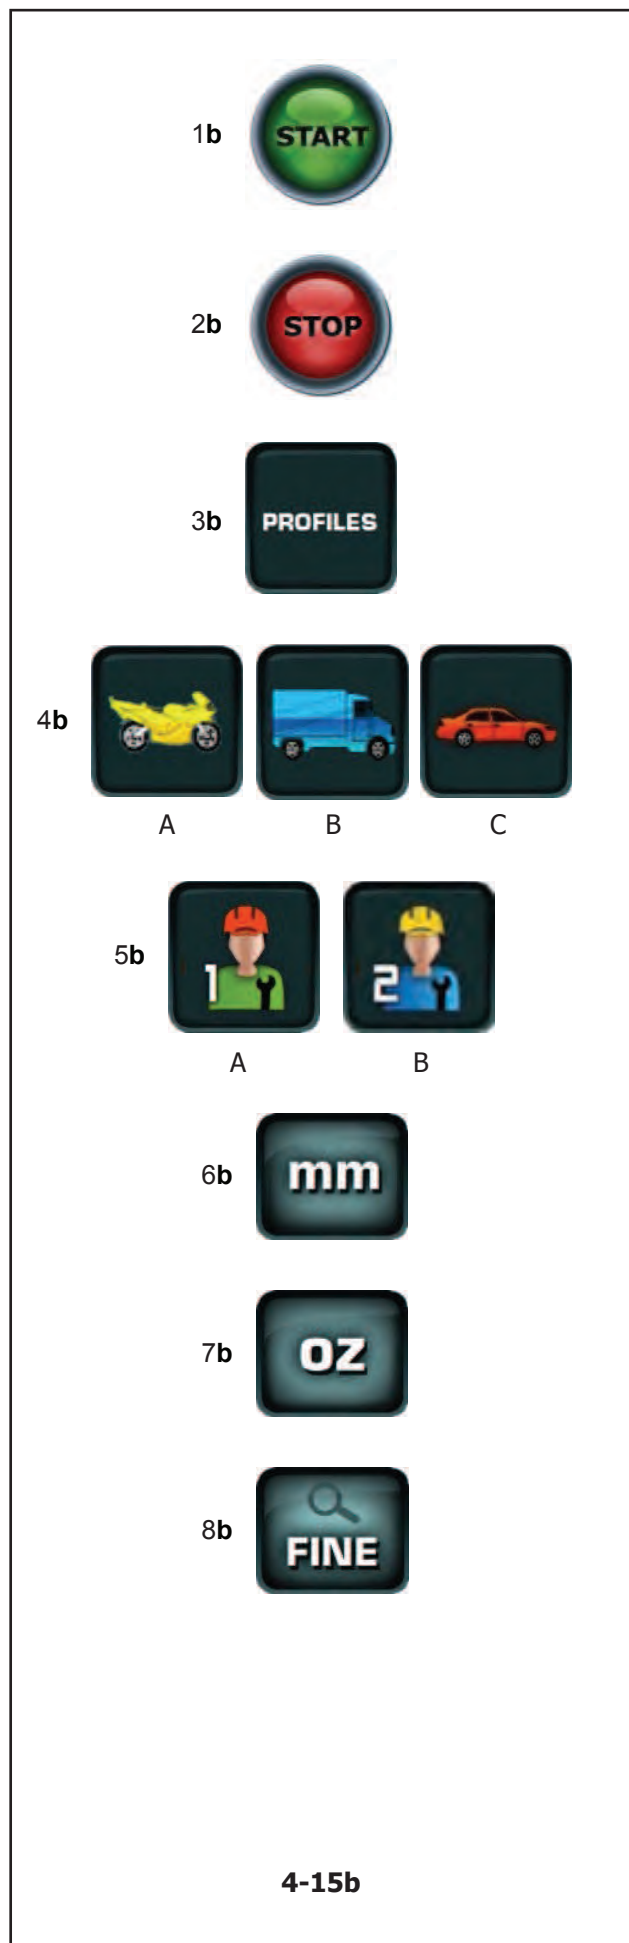 1b START
2b STOP
3b PROFILES
4b
A B C
5b 1 2
A B
6b mm
7b oz
8b FINE
4-15b